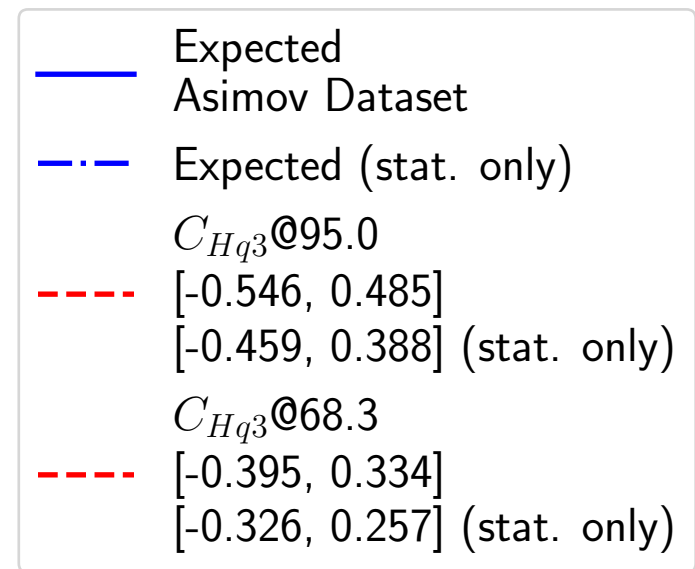 Expected
Asimov Dataset
Expected (stat. only)
$C_{Hq3}$@95.0
[-0.546, 0.485]
[-0.459, 0.388] (stat. only)
$C_{Hq3}$@68.3
[-0.395, 0.334]
[-0.326, 0.257] (stat. only)